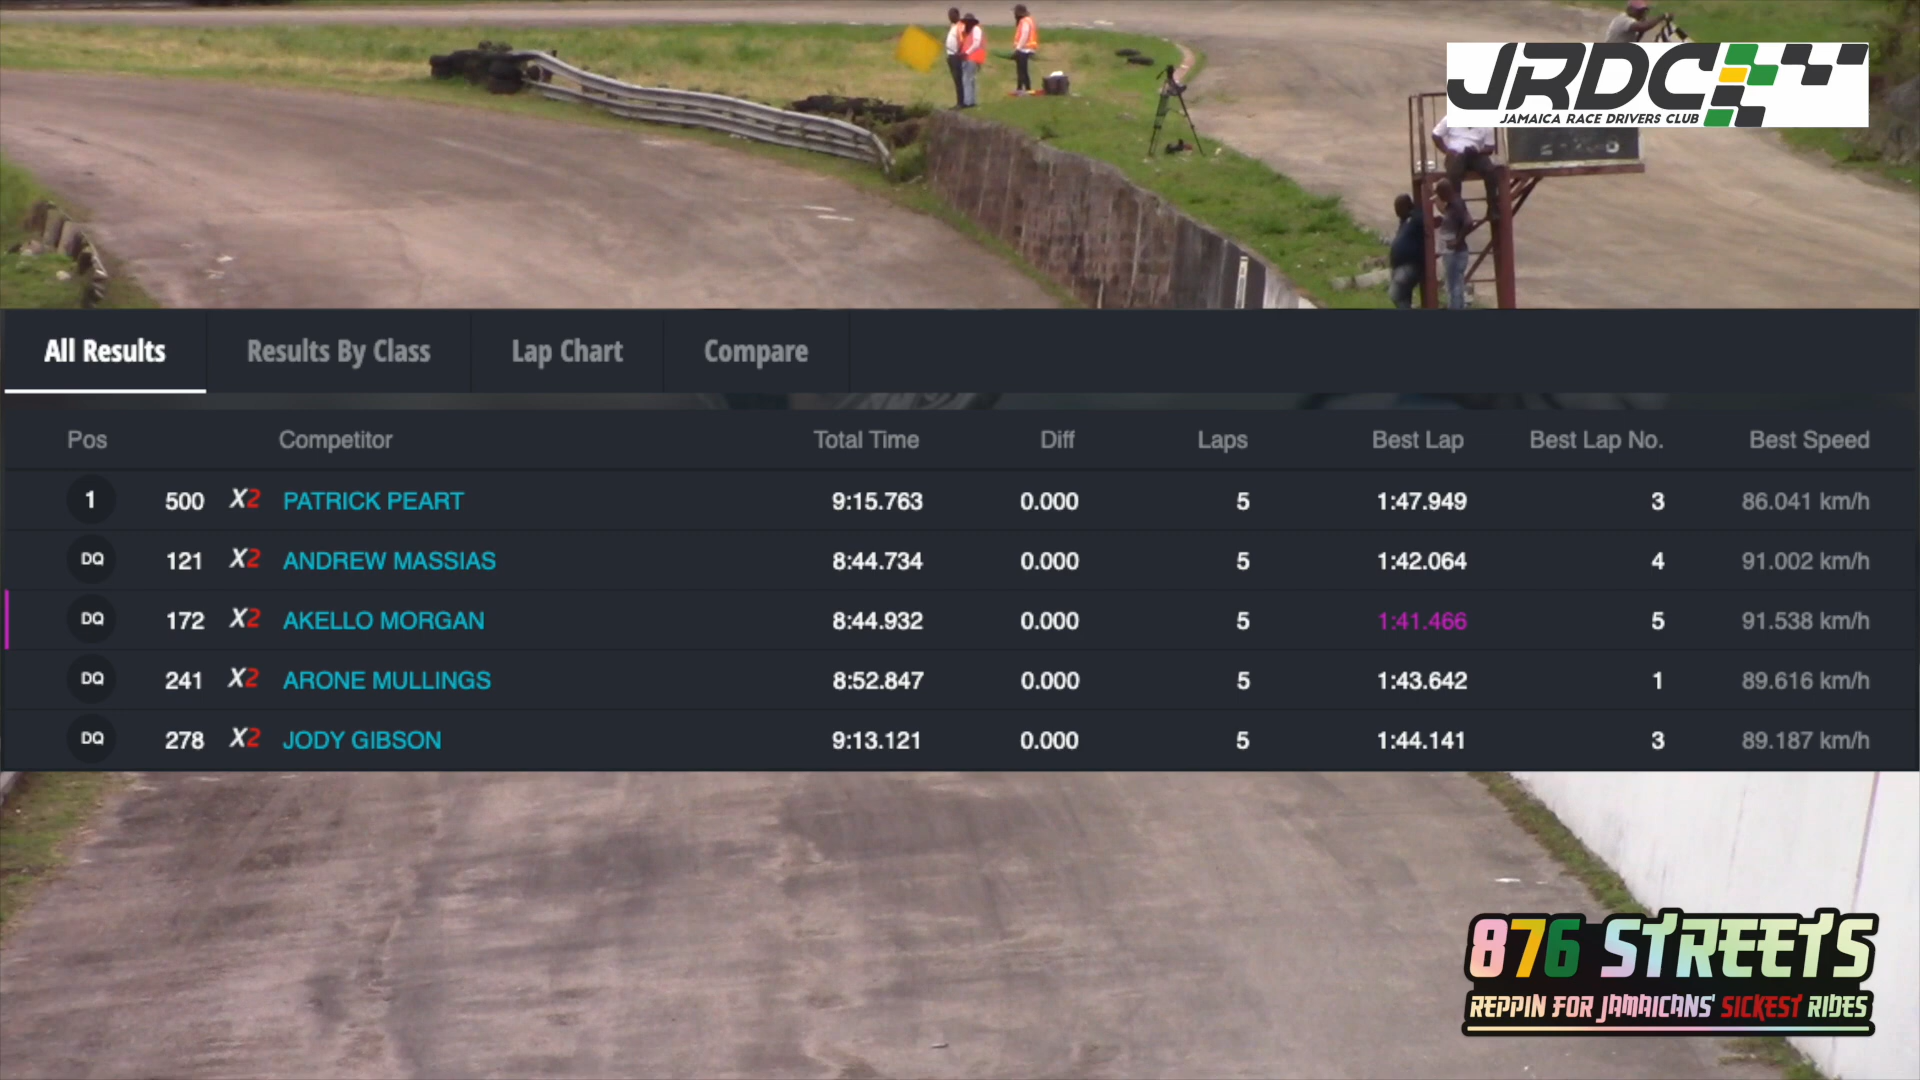 JRDC
JAMAICA RACE DRIVERS CLUB
All Results Results By Class Lap Chart Compare
Pos Competitor Total Time Diff Laps Best Lap Best Lap No. Best Speed
1 500 X2 PATRICK PEART 9:15.763 0.000 5 1:47.949 3 86.041 km/h
DQ 121 X2 ANDREW MASSIAS 8:44.734 0.000 5 1:42.064 4 91.002 km/h
DQ 172 X2 AKELLO MORGAN 8:44.932 0.000 5 1:41.466 5 91.538 km/h
DQ 241 X2 ARONE MULLINGS 8:52.847 0.000 5 1:43.642 1 89.616 km/h
DQ 278 X2 JODY GIBSON 9:13.121 0.000 5 1:44.141 3 89.187 km/h
876 STREETS
REPPIN FOR JAMAICANS' SICKEST RIDES